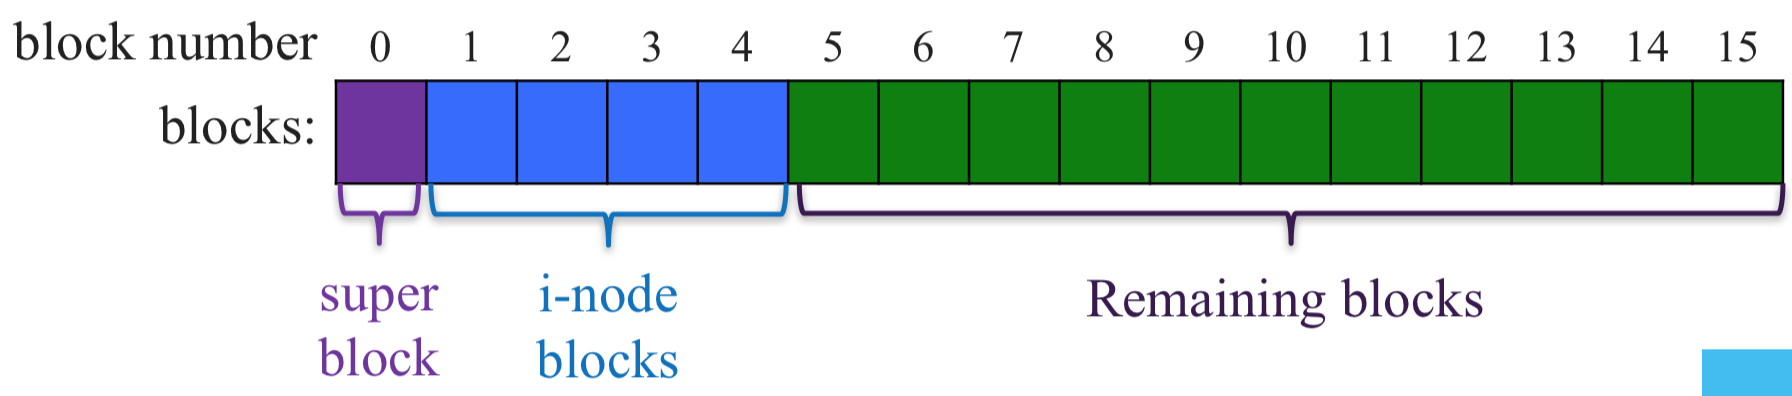 block number 0 1 2 3 4 5 6 7 8 9 10 11 12 13 14 15
blocks:
super block
i-node blocks
Remaining blocks